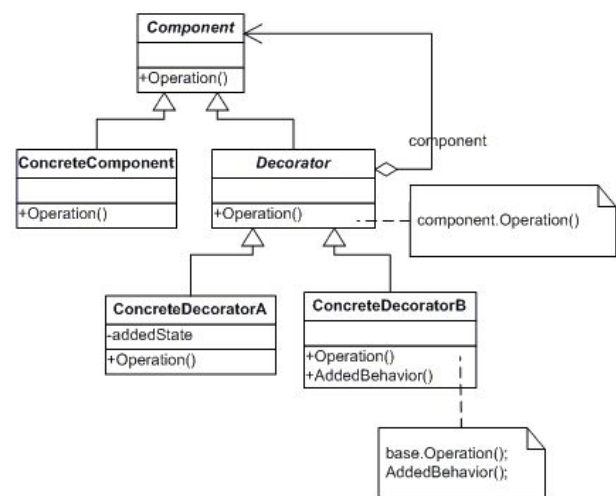 Component
+Operation()
component
ConcreteComponent
+Operation()
Decorator
+Operation()
component.Operation()
ConcreteDecoratorA
-addedState
+Operation()
ConcreteDecoratorB
+Operation()
+AddedBehavior()
base.Operation();
AddedBehavior();